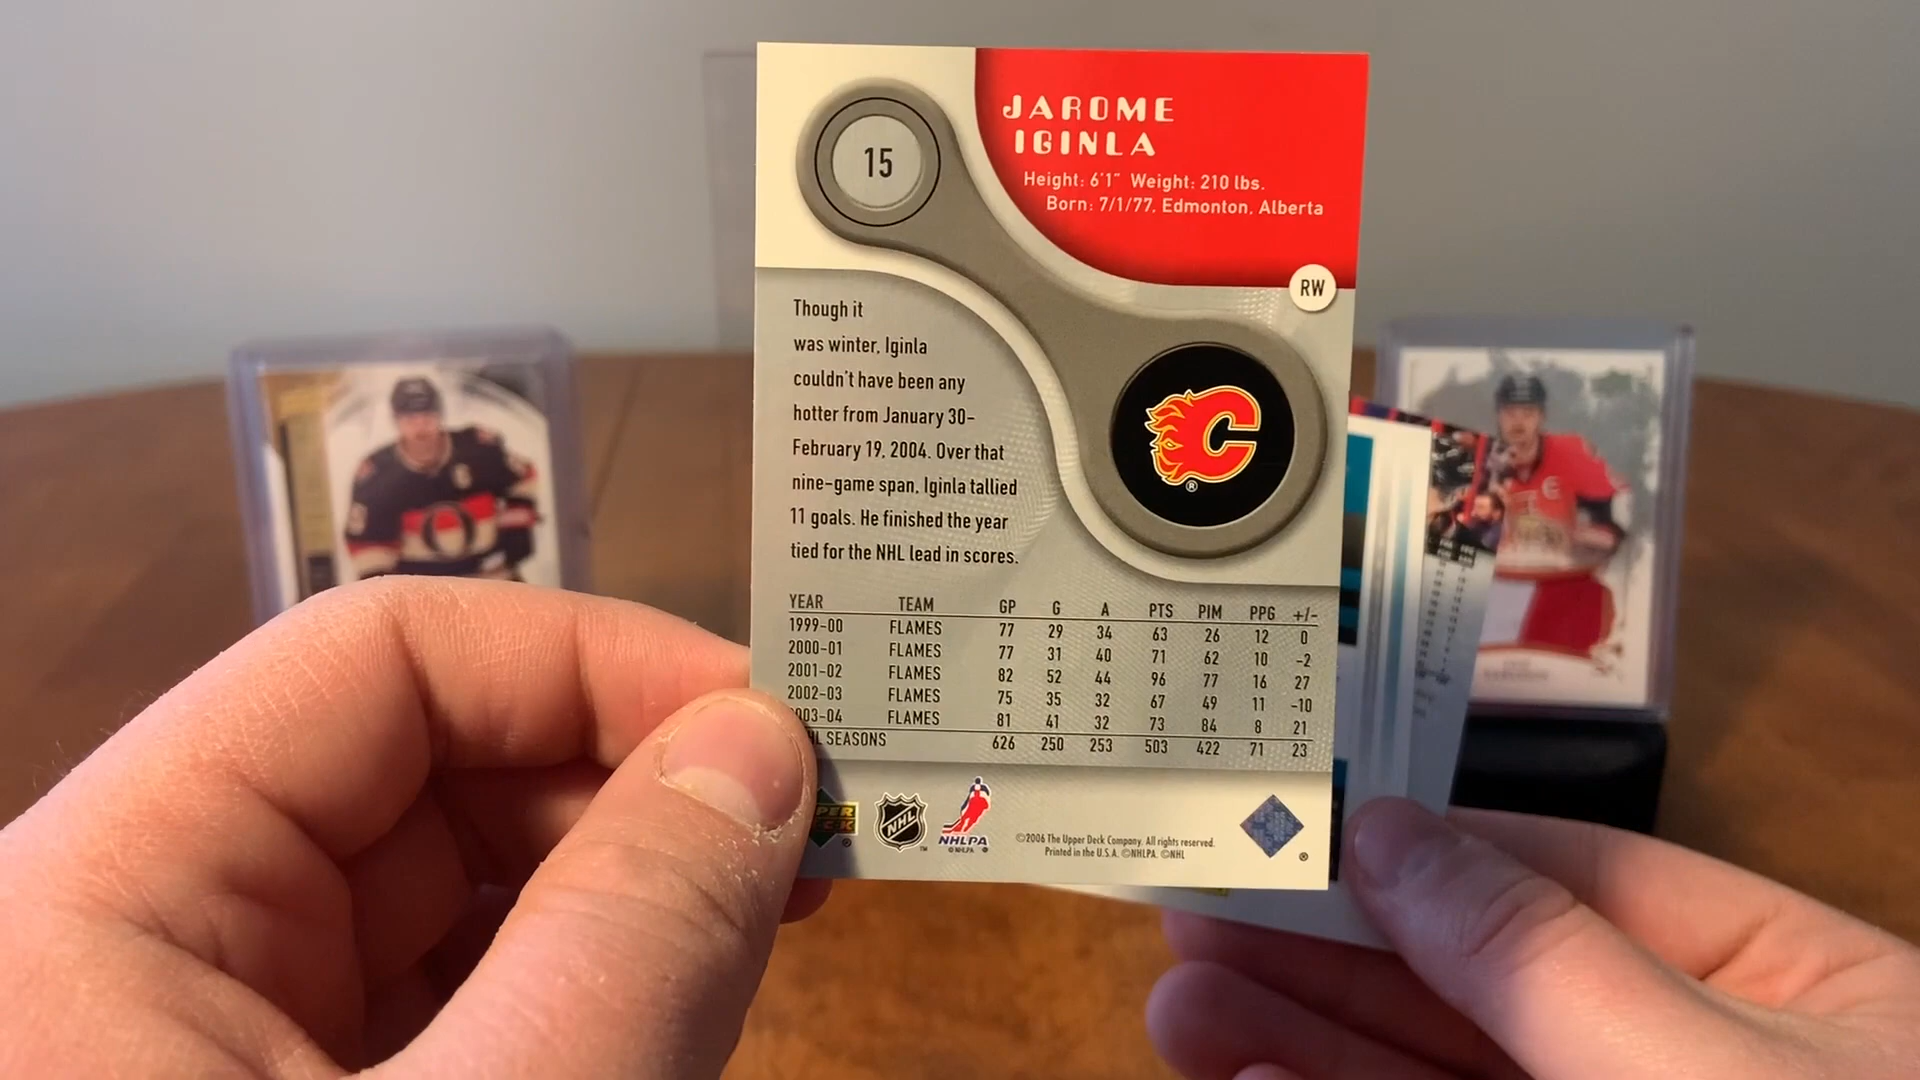 15
JAROME
IGINLA
Height: 6'1" Weight: 210 lbs.
Born: 7/1/77, Edmonton, Alberta
RW
Though it
was winter, Iginla
couldn't have been any
hotter from January 30-
February 19, 2004. Over that
nine-game span, Iginla tallied
11 goals. He finished the year
tied for the NHL lead in scores.
YEAR TEAM GP G A PTS PIM PPG +/-
1999-00 FLAMES 77 29 34 63 26 12 0
2000-01 FLAMES 77 31 40 71 62 10 -2
2001-02 FLAMES 82 52 44 96 77 16 27
2002-03 FLAMES 75 35 32 67 49 11 -10
003-04 FLAMES 81 41 32 73 84 8 21
L SEASONS 626 250 253 503 422 71 23
PER
NHL
NHLPA
©2006 The Upper Deck Company. All rights reserved.
Printed in the U.S.A. ©NHLPA. ©NHL